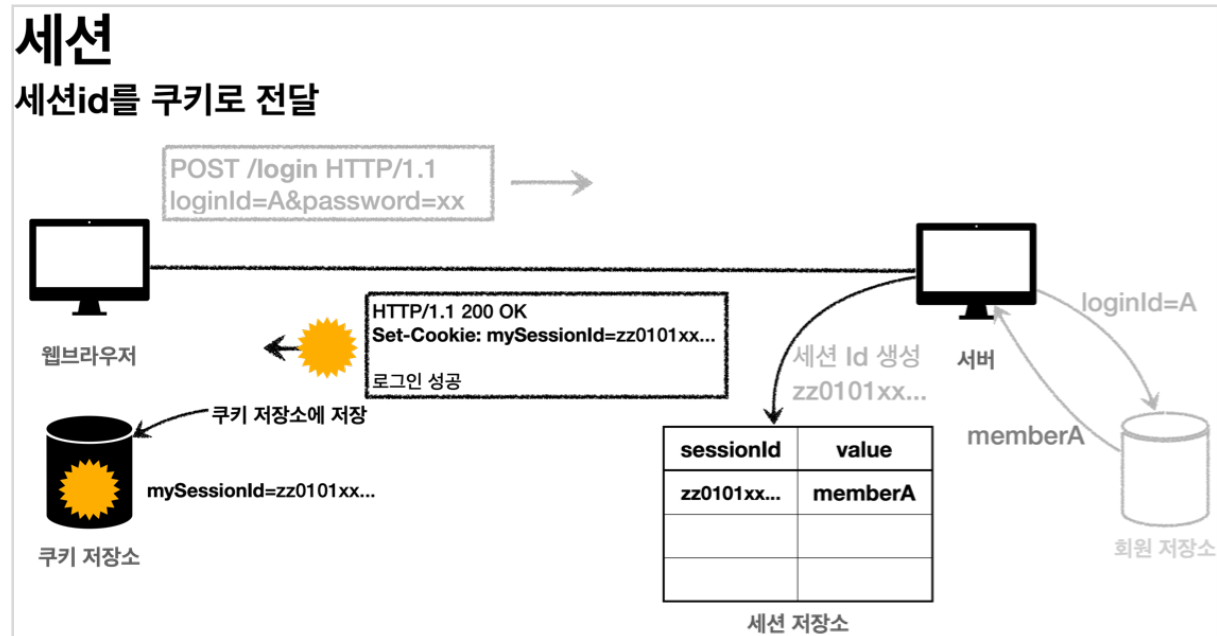 세션
세션id를 쿠키로 전달
POST /login HTTP/1.1
loginId=A&password=xx
HTTP/1.1 200 OK
Set-Cookie: mySessionId=zz0101xx...
로그인 성공
웹브라우저
쿠키 저장소에 저장
mySessionId=zz0101xx...
쿠키 저장소
세션 Id 생성
zz0101xx...
서버
loginId=A
memberA
회원 저장소
sessionId value
zz0101xx... memberA
세션 저장소